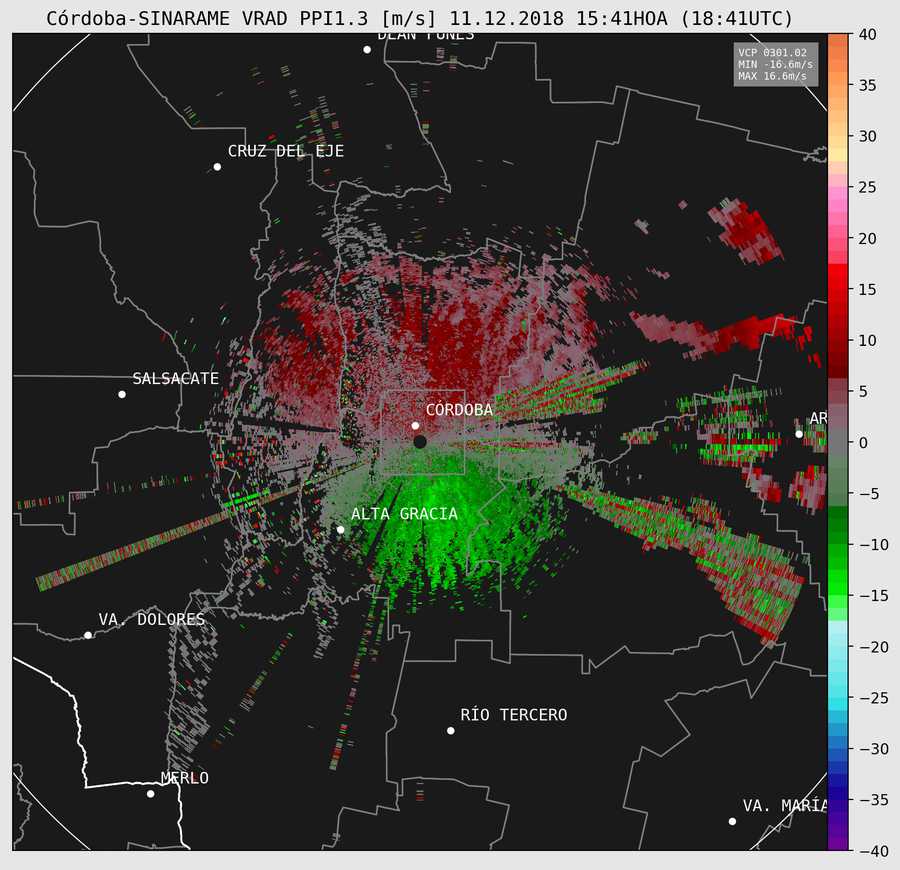 Córdoba-SINARAME VRAD PPI1.3 [m/s] 11.12.2018 15:41HOA (18:41UTC)
DEAN FUNES
VCP 0301.02
MIN -16.6m/s
MAX 16.6m/s
CRUZ DEL EJE
SALSACATE
CÓRDOBA
AR
ALTA GRACIA
VA. DOLORES
RÍO TERCERO
MERLO
VA. MARÍA
40
35
30
25
20
15
10
5
0
−5
−10
−15
−20
−25
−30
−35
−40